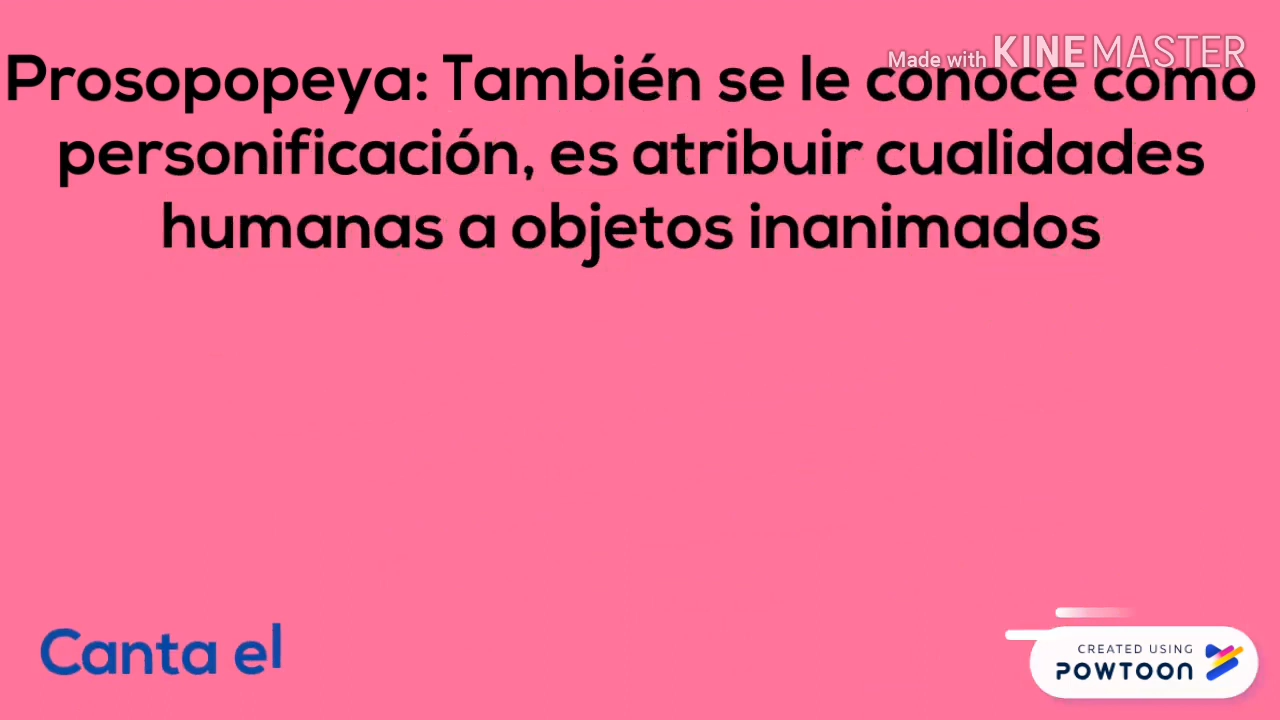 Made with KINEMASTER
Prosopopeya: También se le conoce como
personificación, es atribuir cualidades
humanas a objetos inanimados
Canta el
CREATED USING
POWTOON